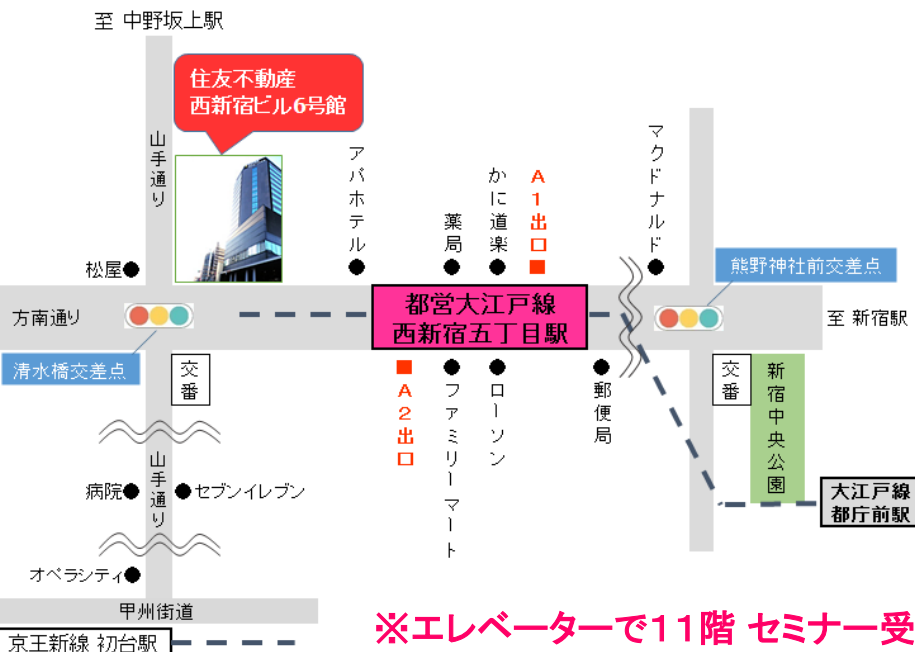 至 中野坂上駅
住友不動産
西新宿ビル6号館
山手通り
アパホテル
薬局
かに道楽
A1出口
マクドナルド
松屋
熊野神社前交差点
方南通り
都営大江戸線
西新宿五丁目駅
至 新宿駅
清水橋交差点
交番
A2出口
ファミリーマート
ローソン
郵便局
交番
新宿中央公園
病院
山手通り
セブンイレブン
大江戸線
都庁前駅
オペラシティ
甲州街道
京王新線 初台駅
※エレベーターで11階 セミナー受